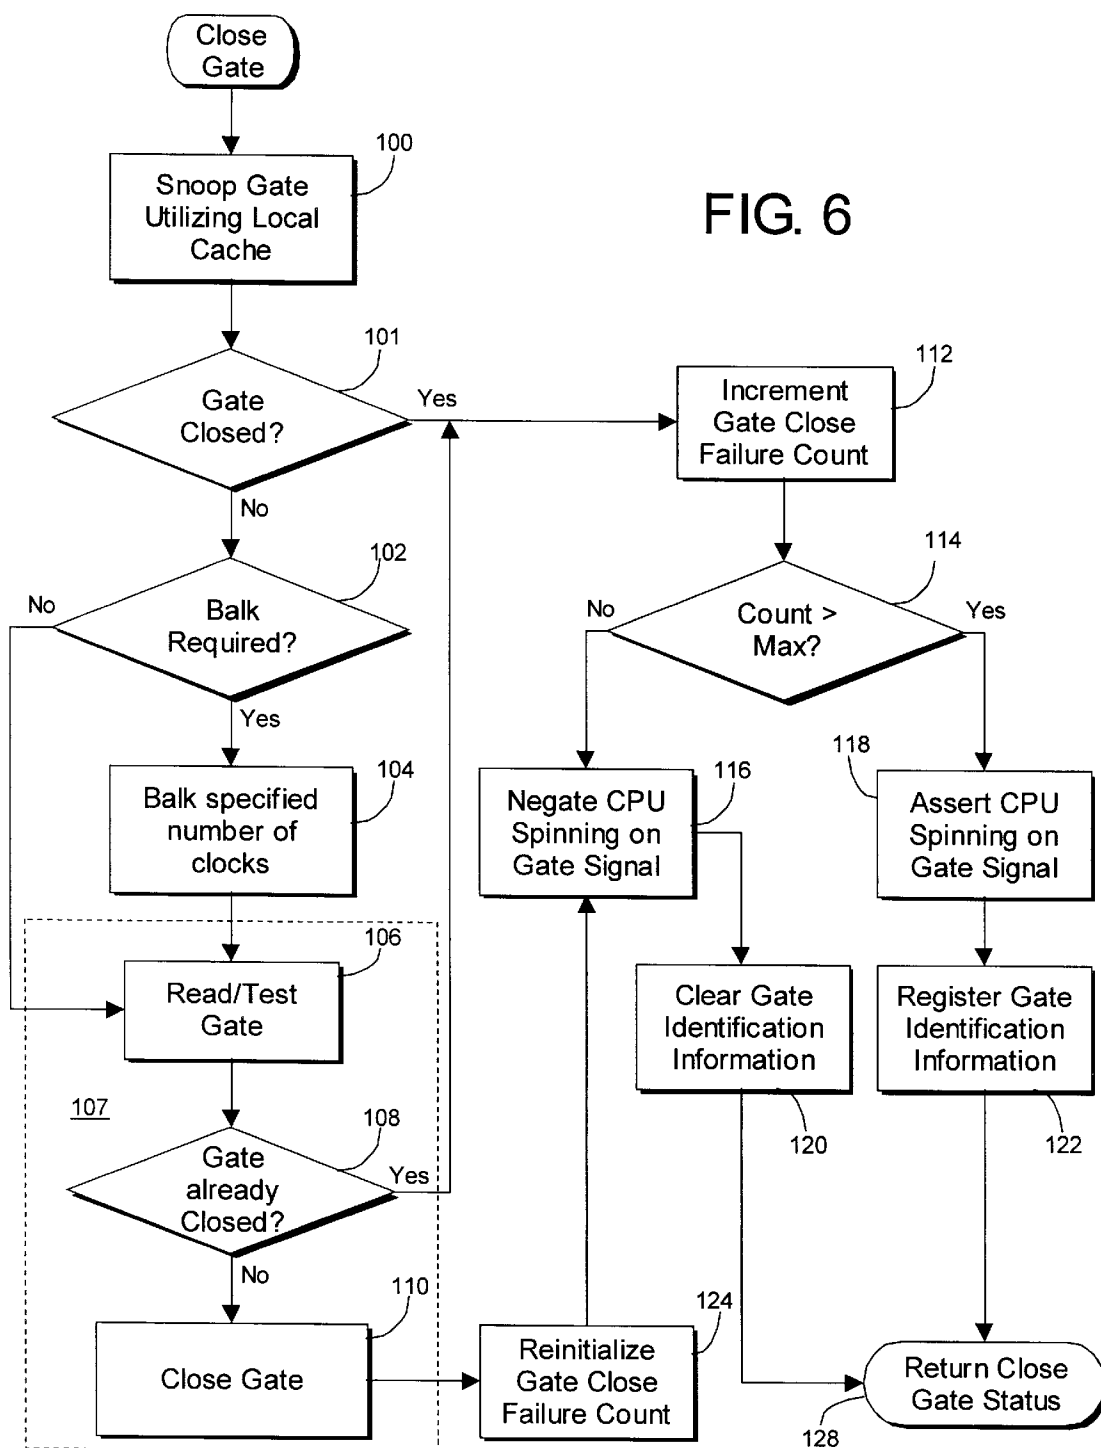 Close
Gate
100
Snoop Gate
Utilizing Local
Cache
FIG. 6
101
Gate
Closed?
Yes
No
112
Increment
Gate Close
Failure Count
102
Balk
Required?
No
Yes
114
Count >
Max?
No
Yes
104
Balk specified
number of
clocks
116
Negate CPU
Spinning on
Gate Signal
118
Assert CPU
Spinning on
Gate Signal
106
Read/Test
Gate
Clear Gate
Identification
Information
120
Register Gate
Identification
Information
122
107
108
Gate
already
Closed?
Yes
No
110
Close Gate
124
Reinitialize
Gate Close
Failure Count
Return Close
Gate Status
128